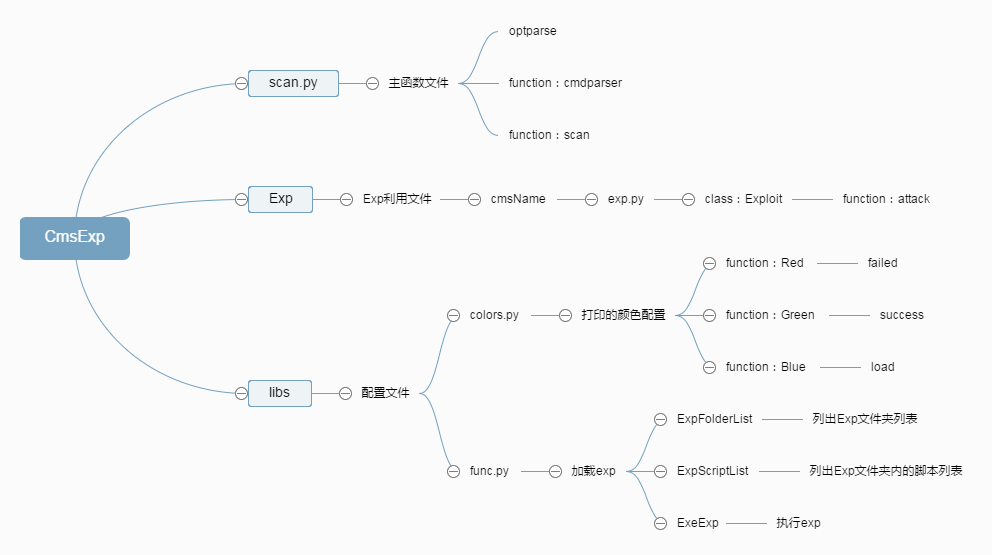 CmsExp
scan.py
主函数文件
optparse
function：cmdparser
function：scan
Exp
Exp利用文件
cmsName
exp.py
class：Exploit
function：attack
libs
配置文件
colors.py
打印的颜色配置
function：Red
failed
function：Green
success
function：Blue
load
func.py
加载exp
ExpFolderList
列出Exp文件夹列表
ExpScriptList
列出Exp文件夹内的脚本列表
ExeExp
执行exp